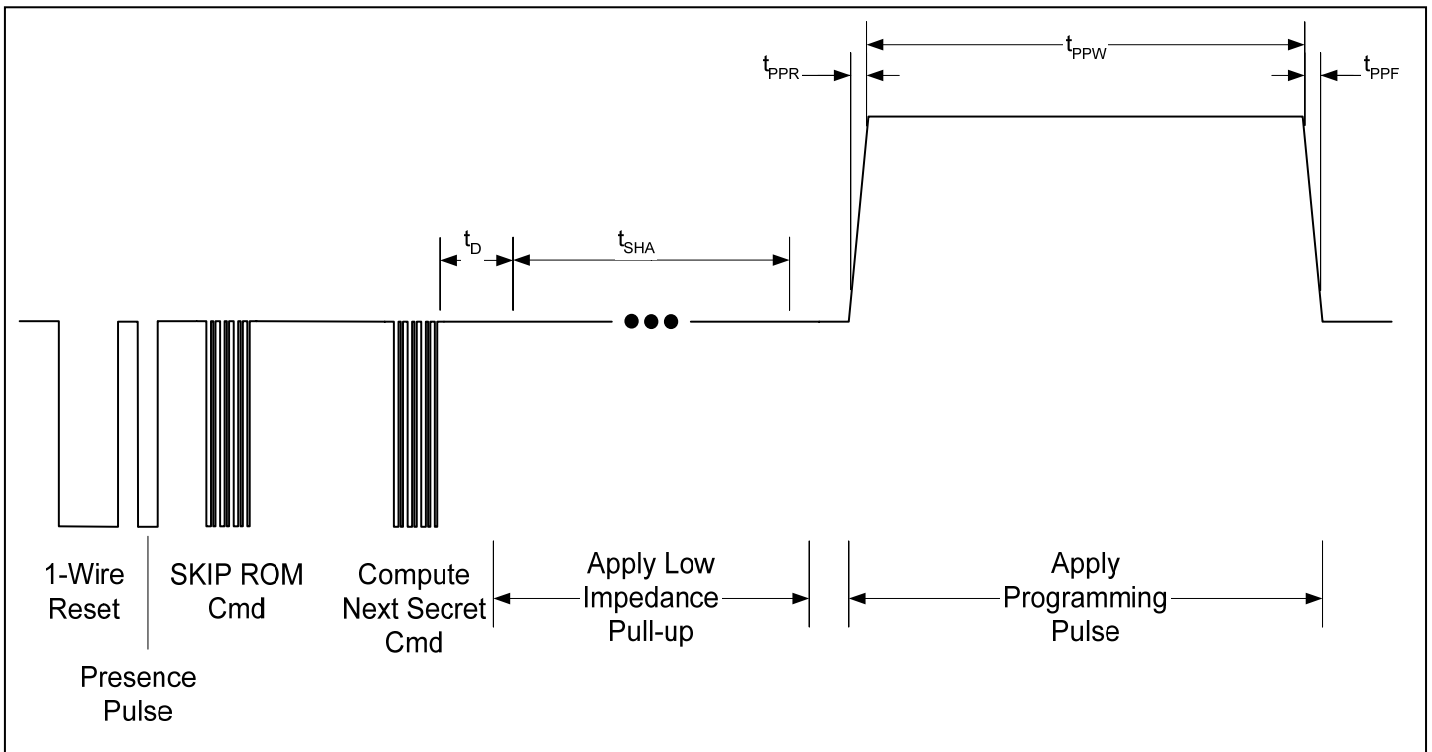 tPPW
tPPR
tPPF
tD
tSHA
1-Wire
Reset
Presence
Pulse
SKIP ROM
Cmd
Compute
Next Secret
Cmd
Apply Low
Impedance
Pull-up
Apply
Programming
Pulse